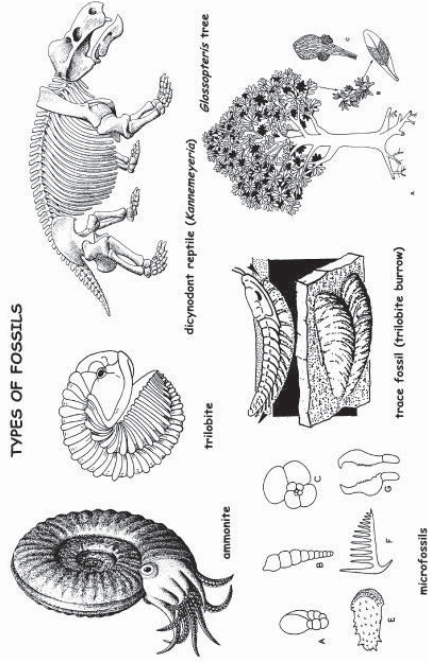 TYPES OF FOSSILS
ammonite
trilobite
dicynodont reptile (Kannemeyeria)
A
B
C
E
F
G
microfossils
trace fossil (trilobite burrow)
Glossopteris tree
A
B
C